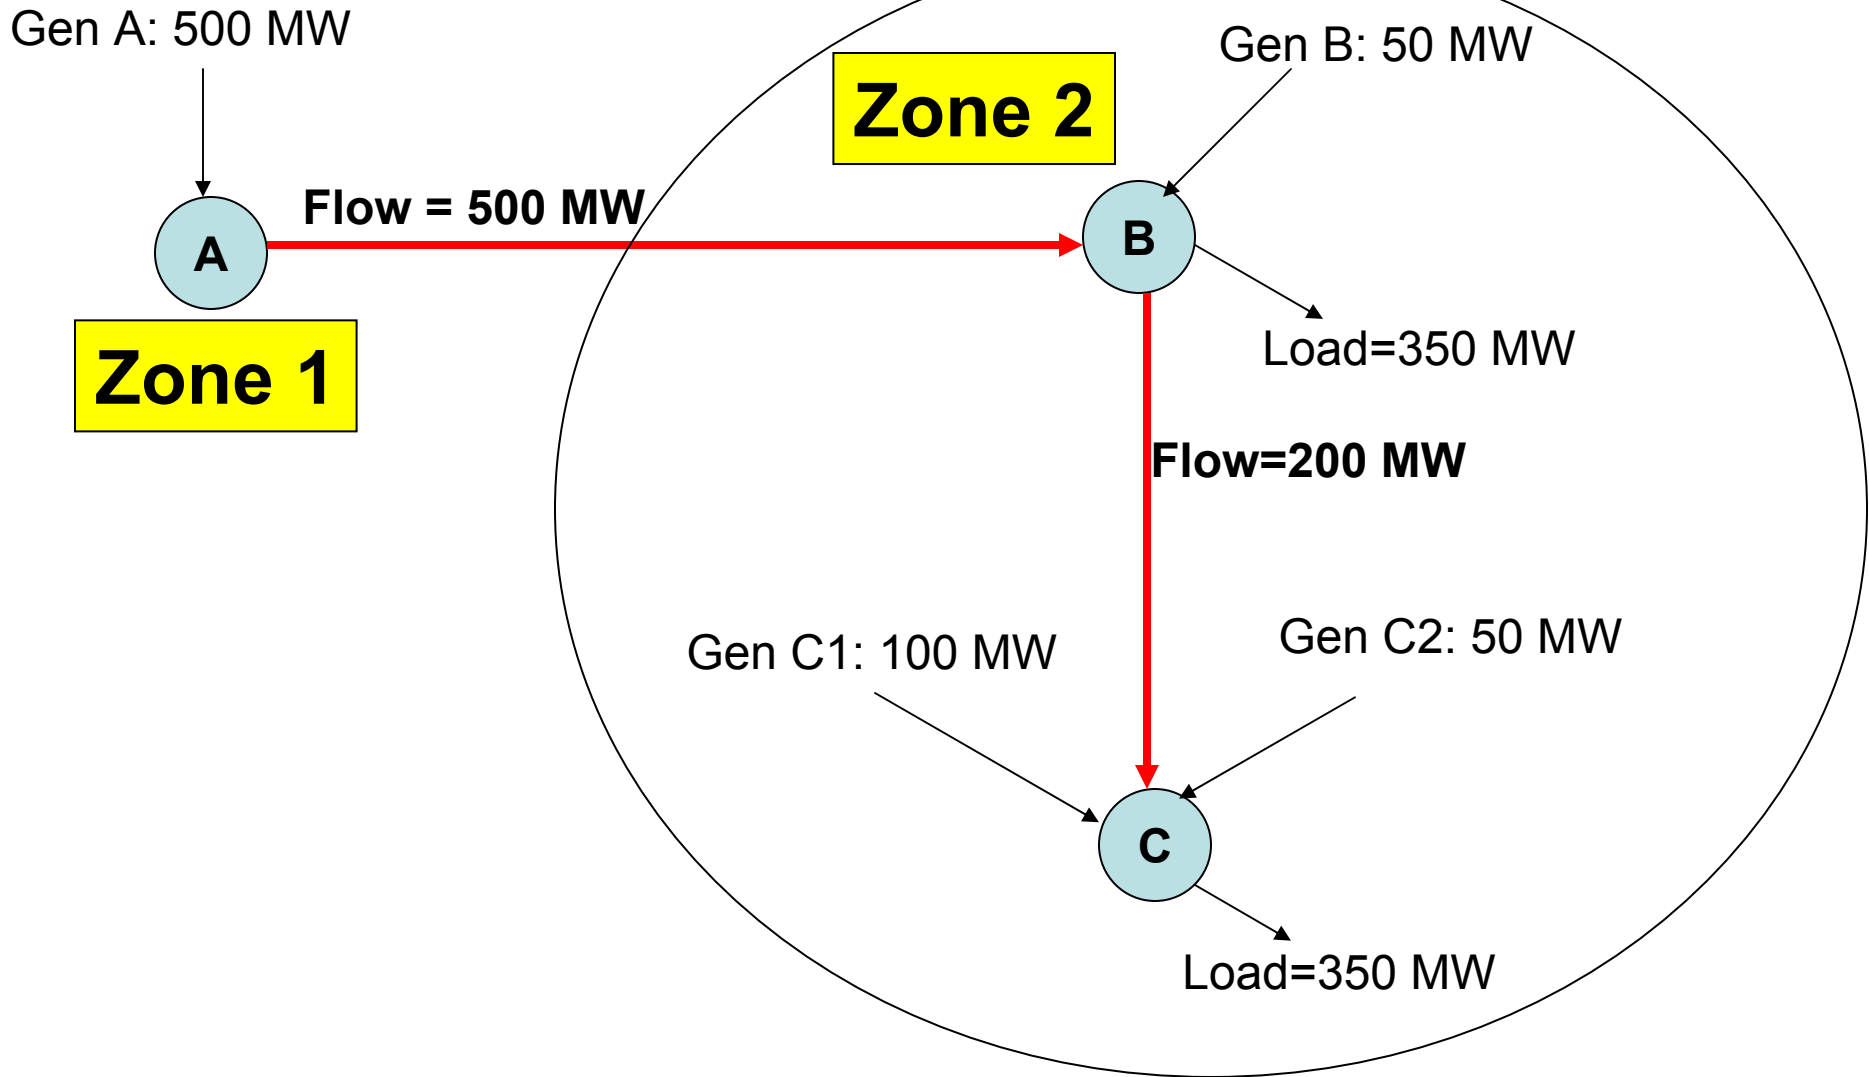 Gen A: 500 MW
Gen B: 50 MW
Zone 2
Flow = 500 MW
A
B
Zone 1
Load=350 MW
Flow=200 MW
Gen C1: 100 MW
Gen C2: 50 MW
C
Load=350 MW